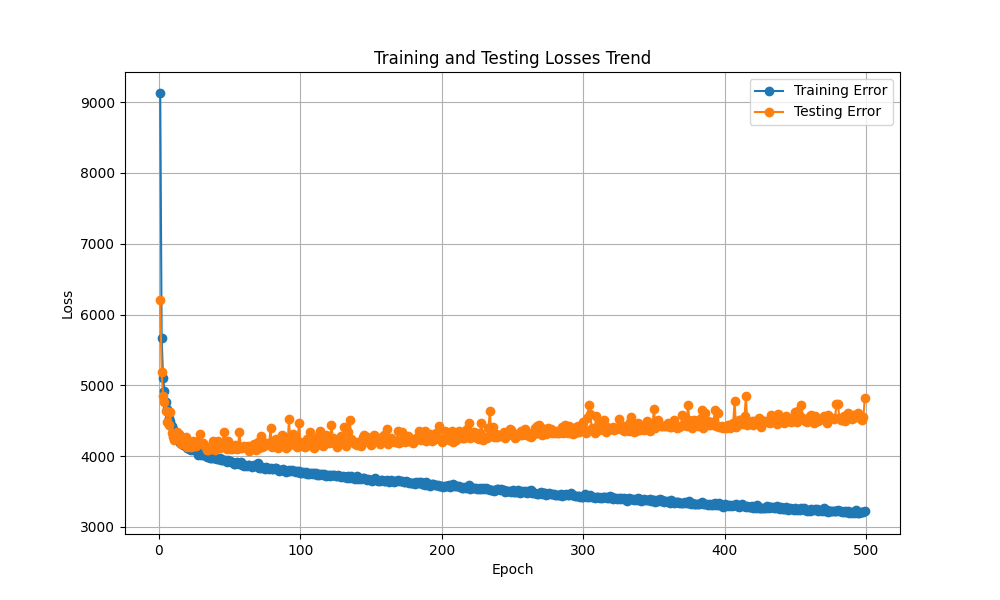 Training and Testing Losses Trend
Training Error
Testing Error
Loss
9000
8000
7000
6000
5000
4000
3000
0 100 200 300 400 500
Epoch